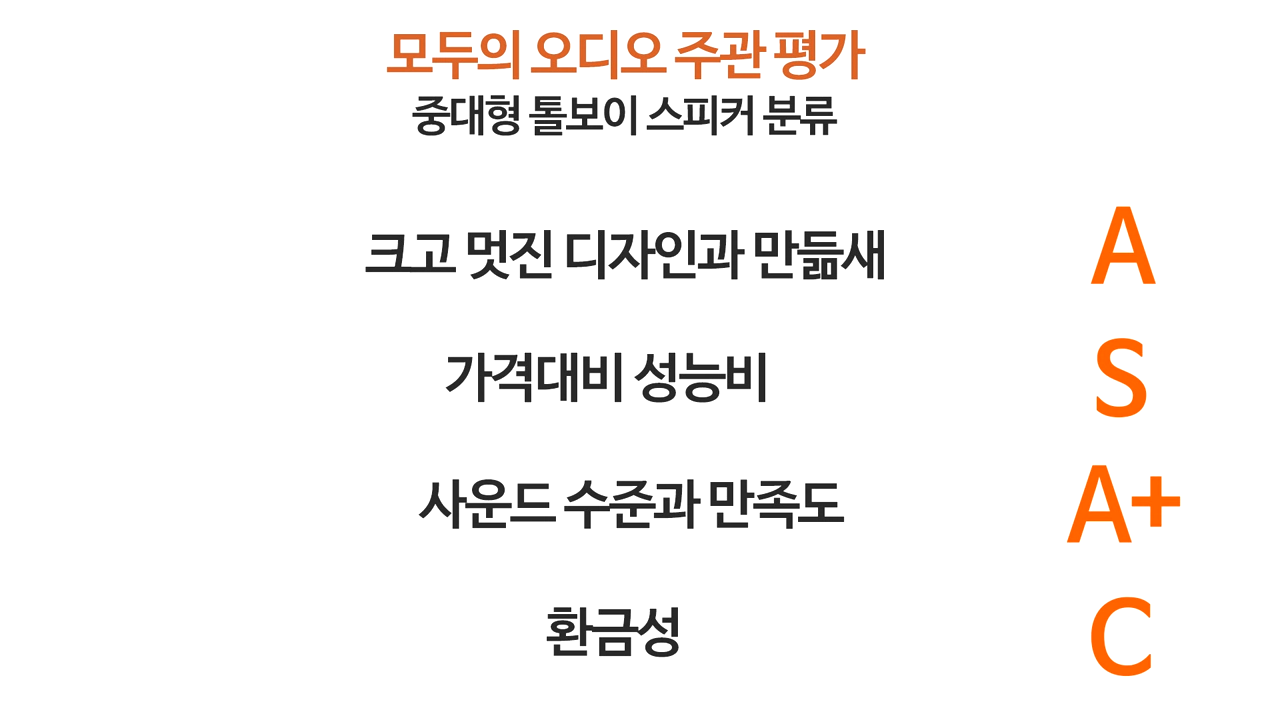 모두의 오디오 주관 평가
중대형 톨보이 스피커 분류
크고 멋진 디자인과 만듦새 A
가격대비 성능비 S
사운드 수준과 만족도 A+
환금성 C